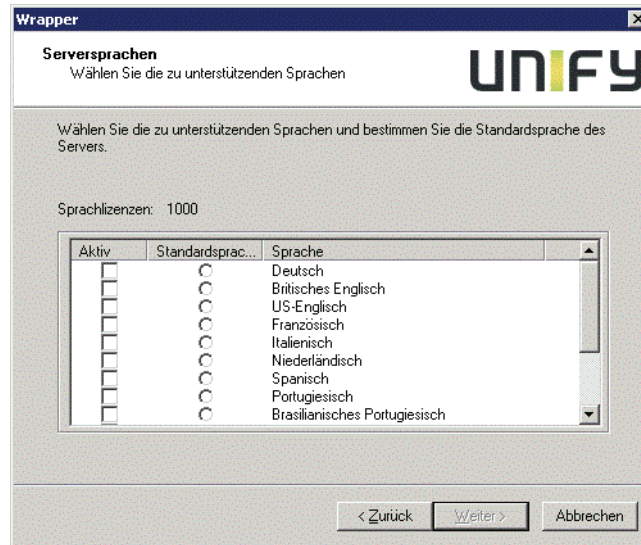 Wrapper
Serversprachen
Wählen Sie die zu unterstützenden Sprachen
UNIFY
Wählen Sie die zu unterstützenden Sprachen und bestimmen Sie die Standardsprache des
Servers.
Sprachlizenzen: 1000
Aktiv Standardsprac... Sprache
Deutsch
Britisches Englisch
US-Englisch
Französisch
Italienisch
Niederländisch
Spanisch
Portugiesisch
Brasilianisches Portugiesisch
< Zurück Weiter > Abbrechen